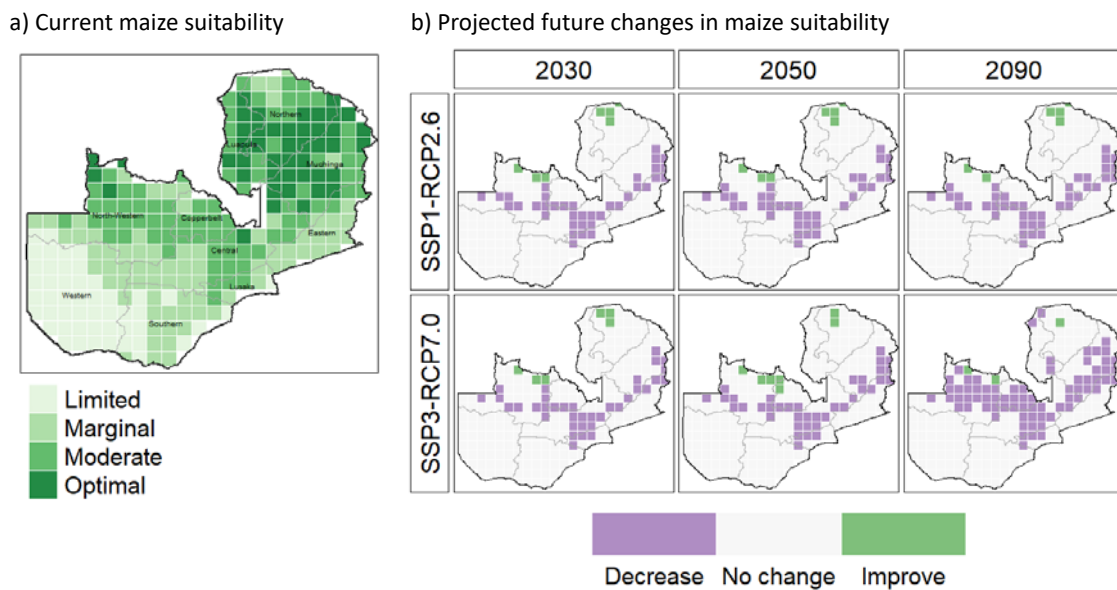 a) Current maize suitability
b) Projected future changes in maize suitability
Northern
Luapula
Muchinga
North-Western
Copperbelt
Eastern
Central
Lusaka
Western
Southern
Limited
Marginal
Moderate
Optimal
2030
2050
2090
SSP1-RCP2.6
SSP3-RCP7.0
Decrease
No change
Improve